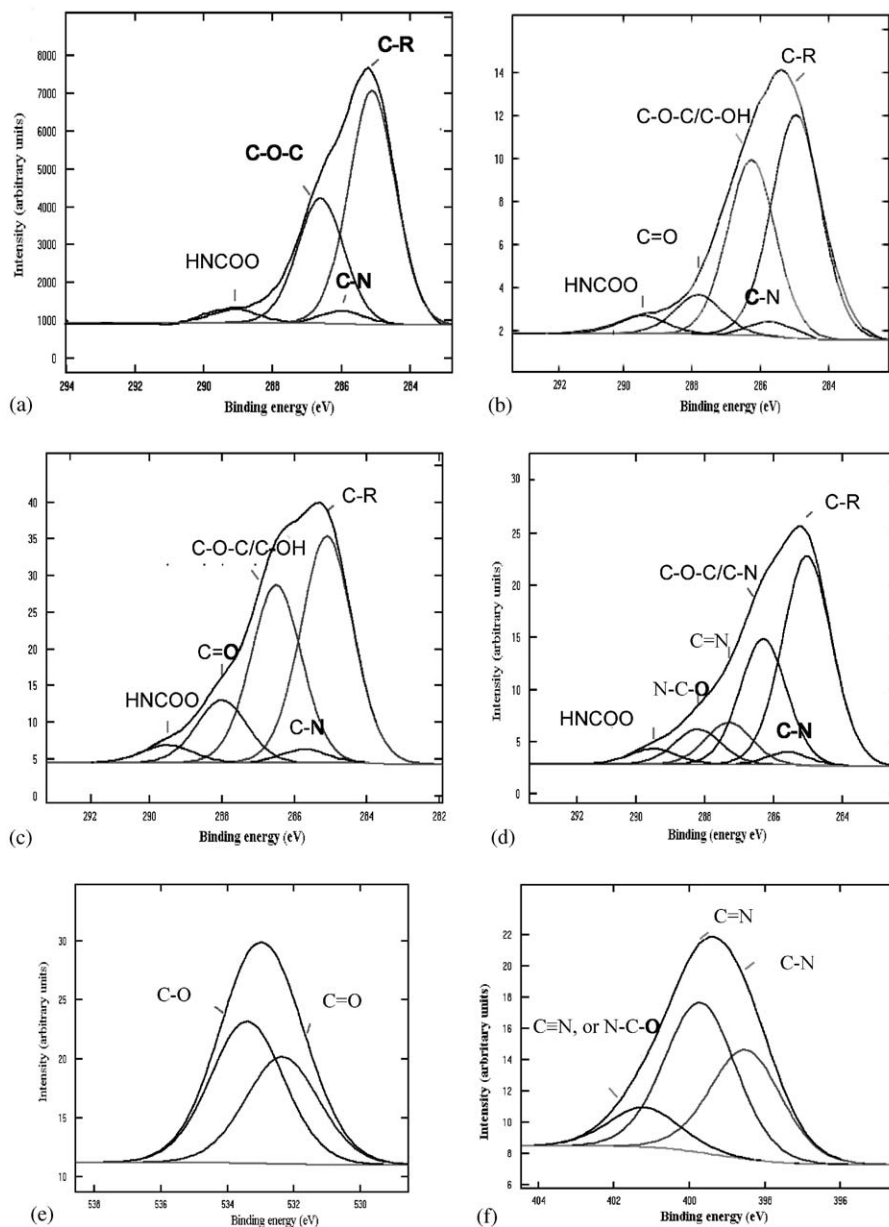 C-R
C-O-C
HNCOO
C-N
8000
7000
6000
5000
4000
3000
2000
1000
0
294
292
290
288
286
284
Intensity (arbitrary units)
Binding energy (eV)
(a)
C-R
C-O-C/C-OH
C=O
HNCOO
C-N
14
12
10
8
6
4
2
292
290
288
286
284
Intensity (arbitrary units)
Binding energy (eV)
(b)
C-R
C-O-C/C-OH
C=O
HNCOO
C-N
40
35
30
25
20
15
10
5
0
292
290
288
286
284
282
Intensity (arbitrary units)
Binding energy (eV)
(c)
C-R
C-O-C/C-N
C=N
N-C-O
HNCOO
C-N
30
25
20
15
10
5
0
292
290
288
286
284
Intensity (arbitrary units)
Binding (energy eV)
(d)
C-O
C=O
30
25
20
15
10
538
536
534
532
530
Intensity (arbitrary units)
Binding energy (eV)
(e)
C=N
C-N
C≡N, or N-C-O
22
20
18
16
14
12
10
8
6
404
402
400
398
396
Intensity (arbritrary units)
Binding energy (eV)
(f)